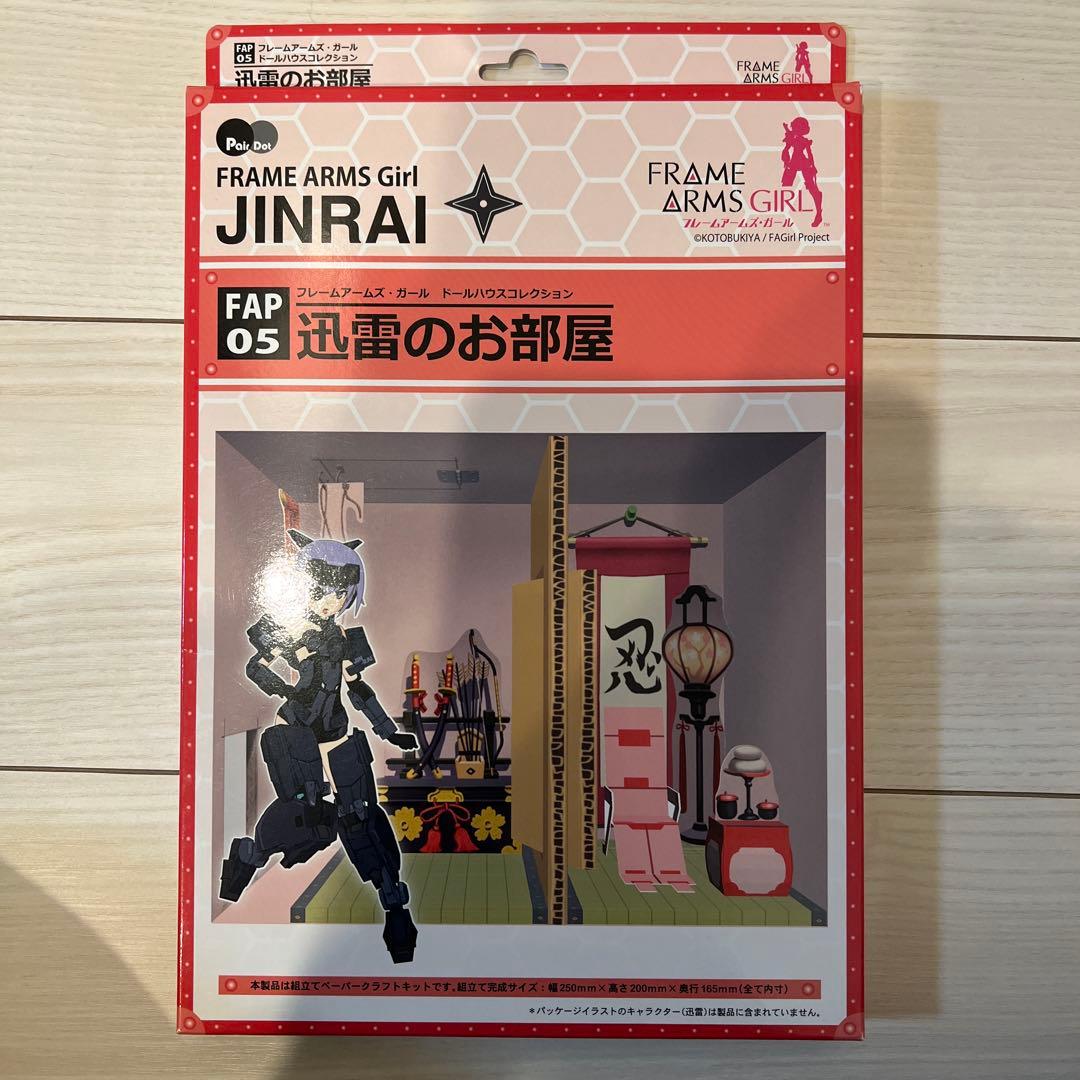 FAP
05
フレームアームズ・ガール
ドールハウスコレクション
迅雷のお部屋
FRAME
ARMS GIRL
Pair Dot
FRAME ARMS Girl
JINRAI
FRAME
ARMS GIRL
フレームアームズ・ガール
TM
©KOTOBUKIYA / FAGirl Project
FAP
05
フレームアームズ・ガール ドールハウスコレクション
迅雷のお部屋
忍
本製品は組立てペーパークラフトキットです。組立て完成サイズ：幅250mm×高さ200mm×奥行165mm（全て内寸）
＊パッケージイラストのキャラクター（迅雷）は製品に含まれていません。